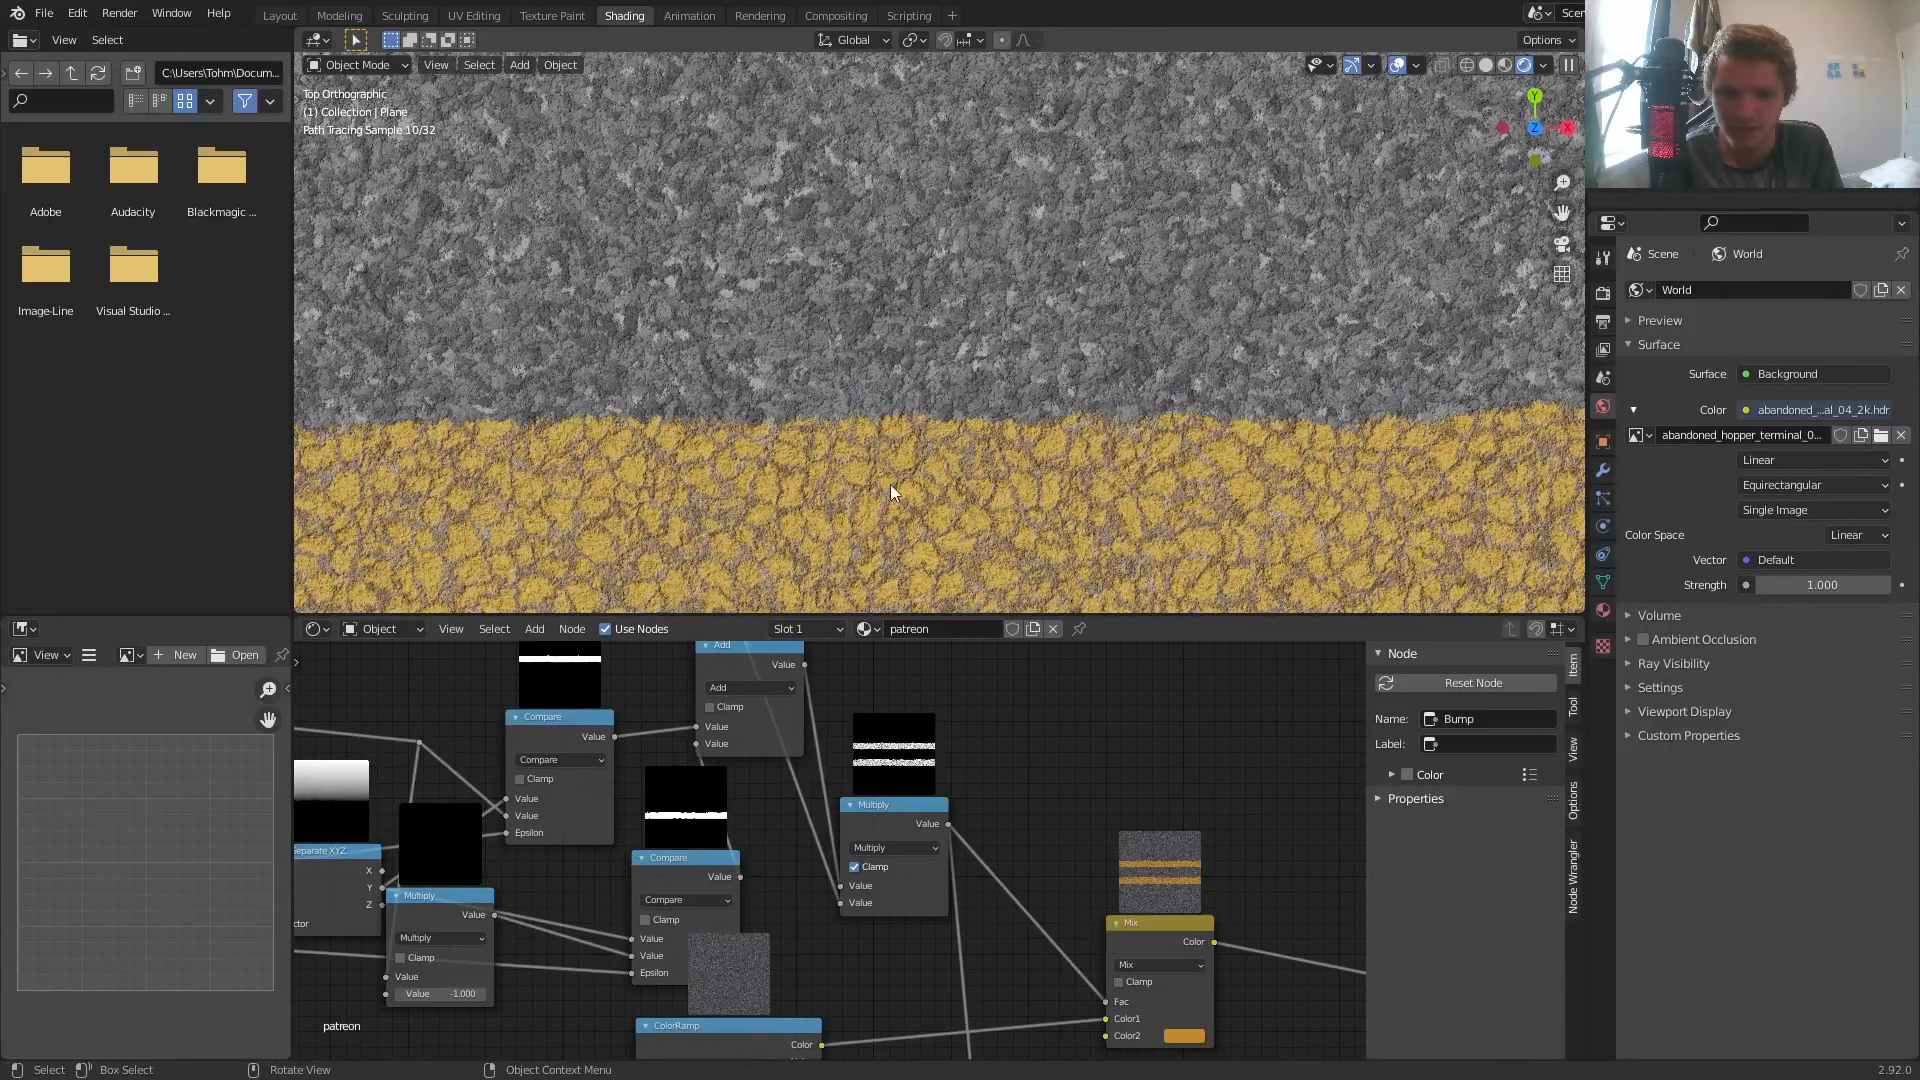 File Edit Render Window Help
Layout Modeling Sculpting UV Editing Texture Paint Shading Animation Rendering Compositing Scripting
Scen
View Select
Global
Options
C:\Users\Tohm\Docum...
Object Mode View Select Add Object
Top Orthographic
(1) Collection | Plane
Path Tracing Sample 10/32
Y
Z
X
Adobe Audacity Blackmagic ...
Image-Line Visual Studio ...
Scene World
World
Preview
Surface
Surface Background
Color abandoned_...al_04_2k.hdr
abandoned_hopper_terminal_0...
Linear
Equirectangular
Single Image
Color Space Linear
Vector Default
Strength 1.000
Volume
Ambient Occlusion
Ray Visibility
Settings
Viewport Display
Custom Properties
Object View Select Add Node Use Nodes Slot 1 patreon
View New Open
Add
Value
Add
Clamp
Value
Value
Compare
Value
Compare
Clamp
Value
Value
Epsilon
Separate XYZ
X
Y
Z
ctor
Multiply
Value
Multiply
Clamp
Value
Value -1.000
Compare
Value
Compare
Clamp
Value
Value
Epsilon
Multiply
Value
Multiply
Clamp
Value
Value
ColorRamp
Color
Mix
Color
Mix
Clamp
Fac
Color1
Color2
patreon
Node
Reset Node
Name: Bump
Label:
Color
Properties
Item
Tool
View
Options
Node Wrangler
Select Box Select Rotate View Object Context Menu 2.92.0